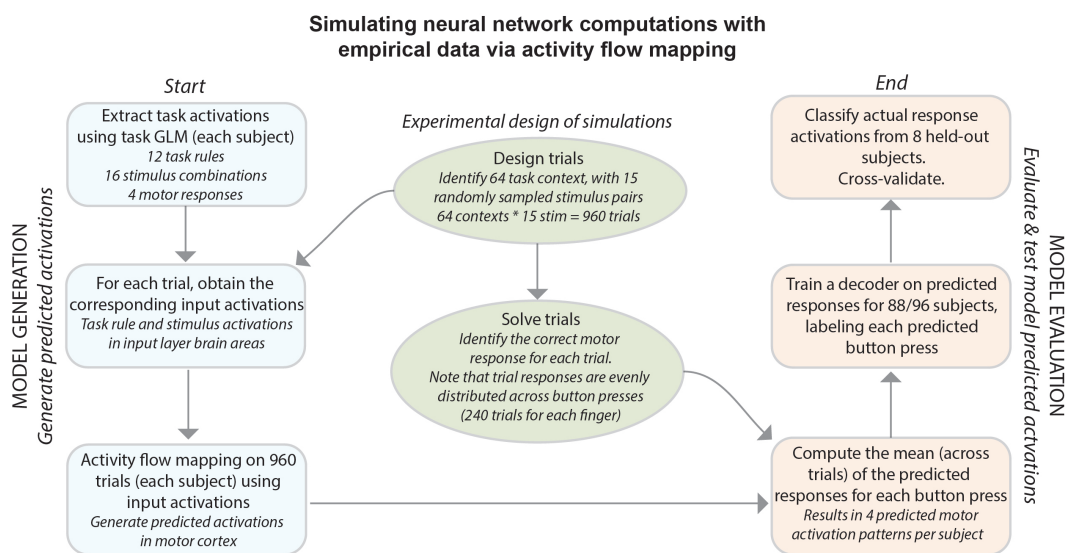 Simulating neural network computations with
empirical data via activity flow mapping
Start
Extract task activations
using task GLM (each subject)
12 task rules
16 stimulus combinations
4 motor responses
For each trial, obtain the
corresponding input activations
Task rule and stimulus activations
in input layer brain areas
Activity flow mapping on 960
trials (each subject) using
input activations
Generate predicted activations
in motor cortex
MODEL GENERATION
Generate predicted activations
Experimental design of simulations
Design trials
Identify 64 task context, with 15
randomly sampled stimulus pairs
64 contexts * 15 stim = 960 trials
Solve trials
Identify the correct motor
response for each trial.
Note that trial responses are evenly
distributed across button presses
(240 trials for each finger)
End
Classify actual response
activations from 8 held-out
subjects.
Cross-validate.
Train a decoder on predicted
responses for 88/96 subjects,
labeling each predicted
button press
Compute the mean (across
trials) of the predicted
responses for each button press
Results in 4 predicted motor
activation patterns per subject
MODEL EVALUATION
Evaluate & test model predicted actvations